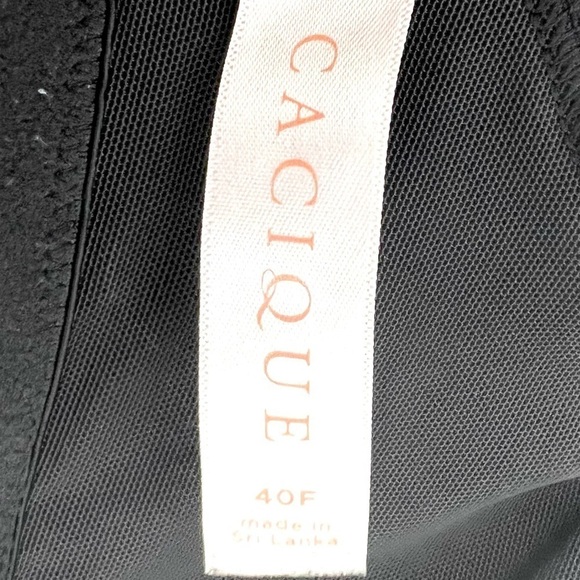 CACIQUE
40F
made in
Sri Lanka